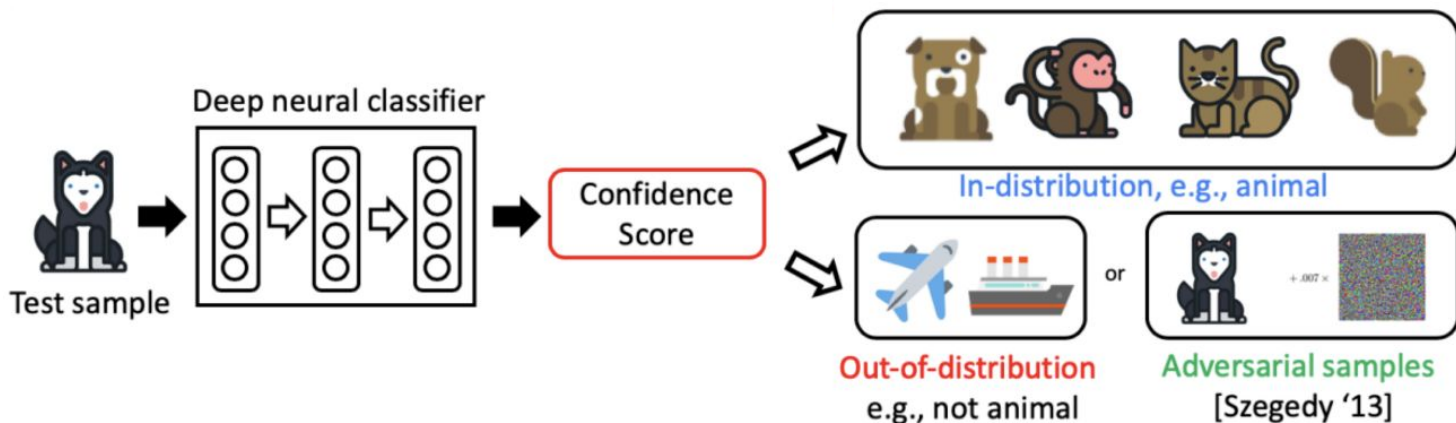 Deep neural classifier
Test sample
Confidence
Score
In-distribution, e.g., animal
or
+ .007 ×
Out-of-distribution
e.g., not animal
Adversarial samples
[Szegedy ‘13]